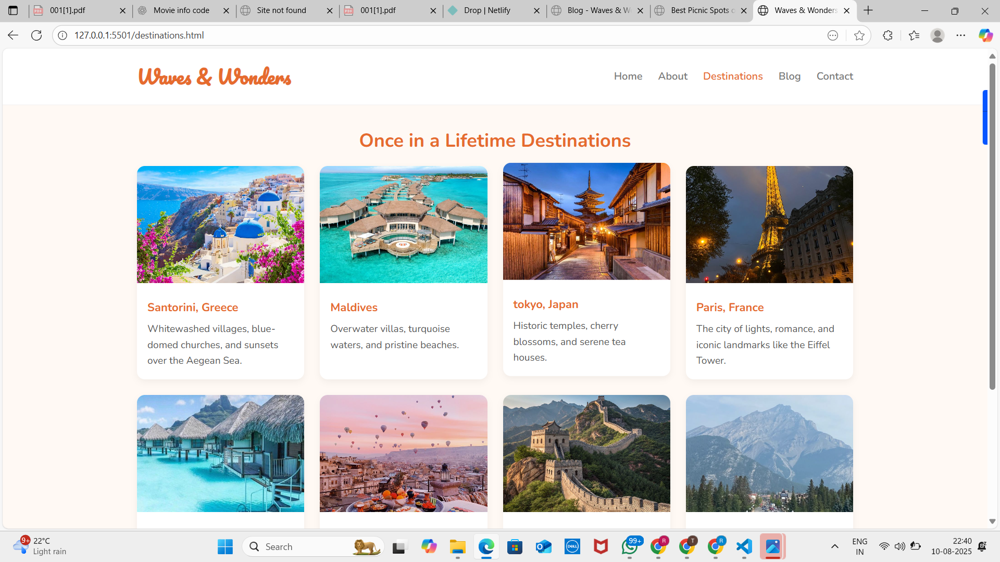 001[1].pdf
Movie info code
Site not found
001[1].pdf
Drop | Netlify
Blog - Waves & W
Best Picnic Spots o
Waves & Wonders
127.0.0.1:5501/destinations.html
Waves & Wonders
Home
About
Destinations
Blog
Contact
Once in a Lifetime Destinations
Santorini, Greece
Whitewashed villages, blue-
domed churches, and sunsets
over the Aegean Sea.
Maldives
Overwater villas, turquoise
waters, and pristine beaches.
tokyo, Japan
Historic temples, cherry
blossoms, and serene tea
houses.
Paris, France
The city of lights, romance, and
iconic landmarks like the Eiffel
Tower.
9+
22°C
Light rain
Search
DELL
99+
R
T
R
ENG
IN
22:40
10-08-2025